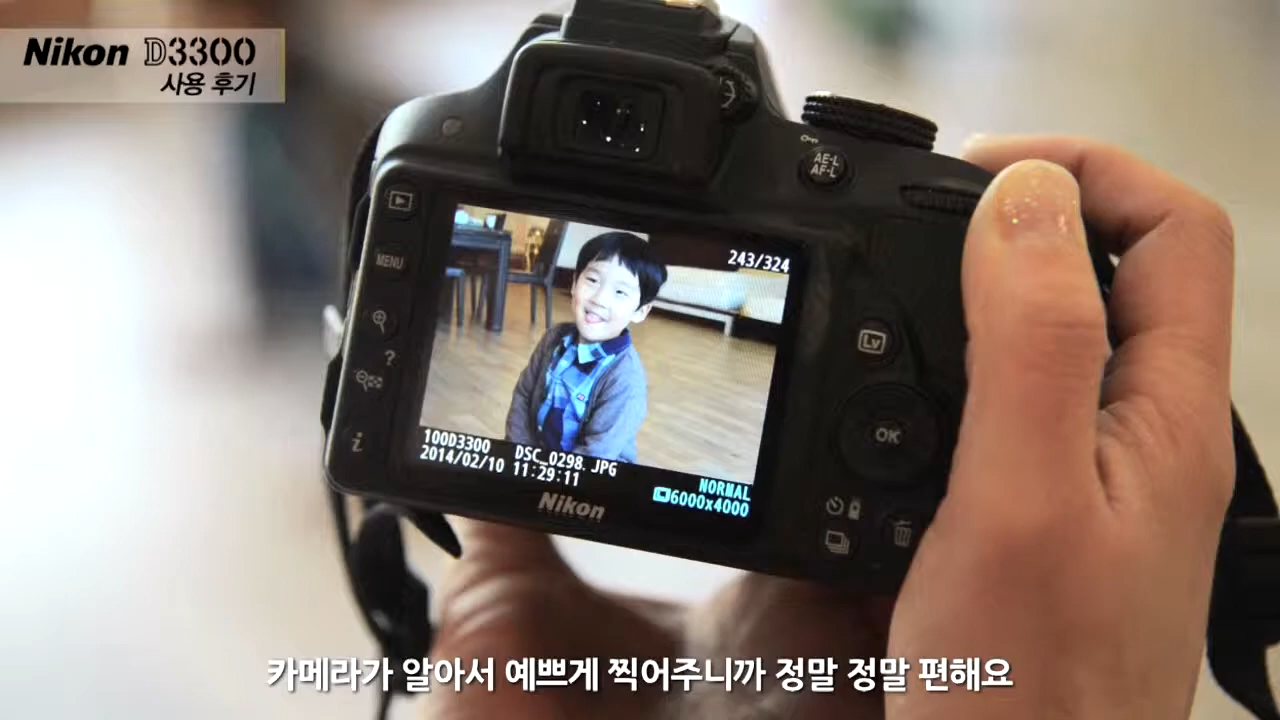 Nikon D3300
사용 후기
AE-L
AF-L
MENU
243/324
?
Lv
i
OK
100D3300 DSC_0298.JPG
2014/02/10 11:29:11
NORMAL
6000x4000
Nikon
카메라가 알아서 예쁘게 찍어주니까 정말 정말 편해요